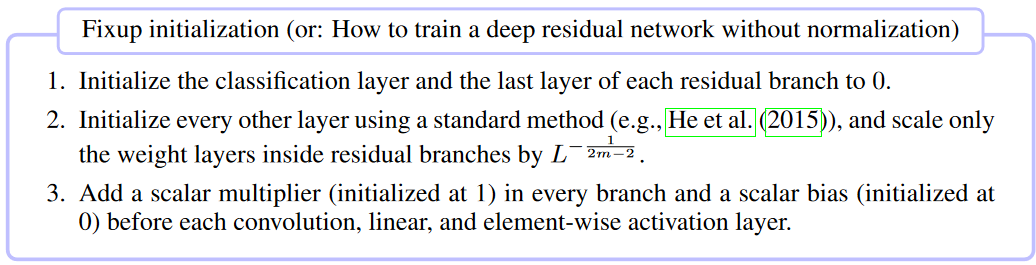 Fixup initialization (or: How to train a deep residual network without normalization)
1. Initialize the classification layer and the last layer of each residual branch to 0.
2. Initialize every other layer using a standard method (e.g., He et al. (2015)), and scale only
the weight layers inside residual branches by $L^{-\frac{1}{2m-2}}$.
3. Add a scalar multiplier (initialized at 1) in every branch and a scalar bias (initialized at
0) before each convolution, linear, and element-wise activation layer.